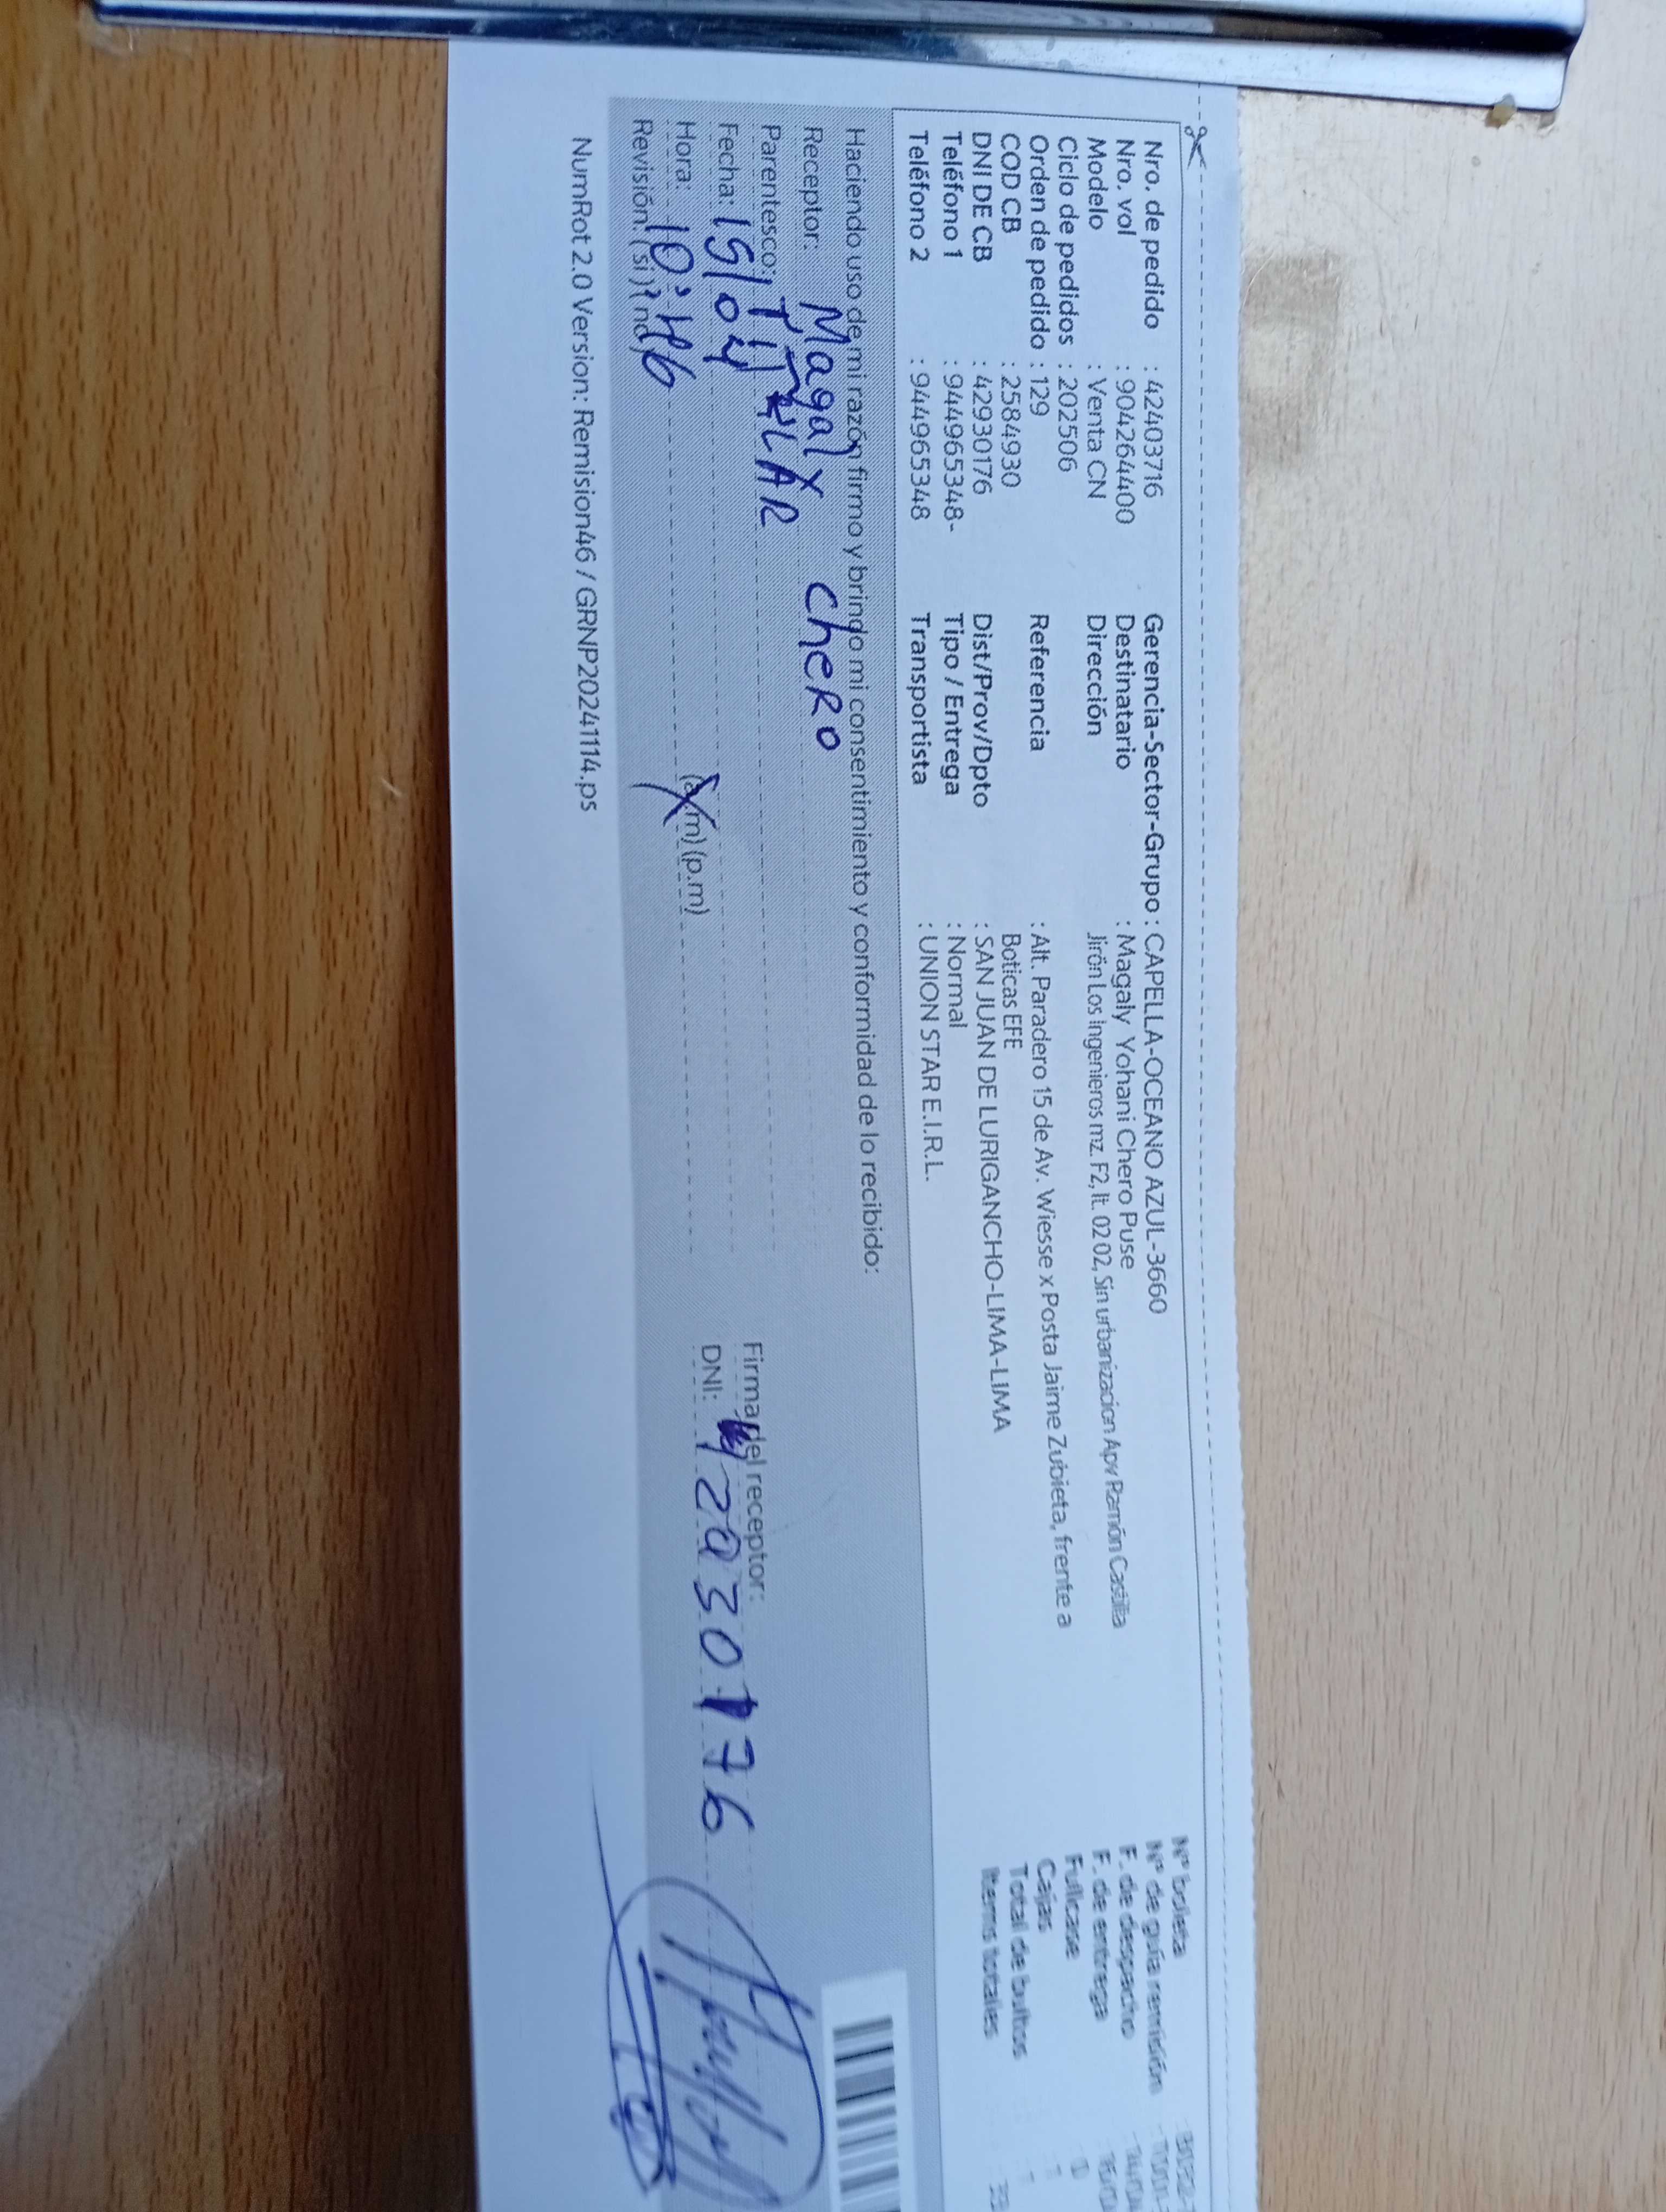 Nro. de pedido : 42403716
Nro. vol : 904264400
Modelo : Venta CN
Ciclo de pedidos : 202506
Orden de pedido : 129
COD CB : 2584930
DNI DE CB : 42930176
Teléfono 1 : 944965348-
Teléfono 2 : 944965348
Gerencia-Sector-Grupo : CAPELLA-OCEANO AZUL-3660
Destinatario : Magaly Yohani Chero Puse
Dirección Jirón Los ingenieros mz. F2, lt. 02 02, Sin urbanizacion Apv Ramón Castilla
Referencia : Alt. Paradero 15 de Av. Wiesse x Posta Jaime Zubieta, frente a
Boticas EFE
Dist/Prov/Dpto : SAN JUAN DE LURIGANCHO-LIMA-LIMA
Tipo / Entrega : Normal
Transportista : UNION STAR E.I.R.L.
N° boleta
N° de guía remisión
F. de despacho
F. de entrega
Fullcase
Cajas
Total de bultos
Items totales
Haciendo uso de mi razón firmo y brindo mi consentimiento y conformidad de lo recibido:
Receptor: Magaly CheRO
Parentesco: TITULAR
Fecha: 15/04
Hora: 10:46 (a.m) (p.m)
Revisión: (si) (no)
Firma del receptor:
DNI: 42930176
NumRot 2.0 Version: Remision46 / GRNP20241114.ps